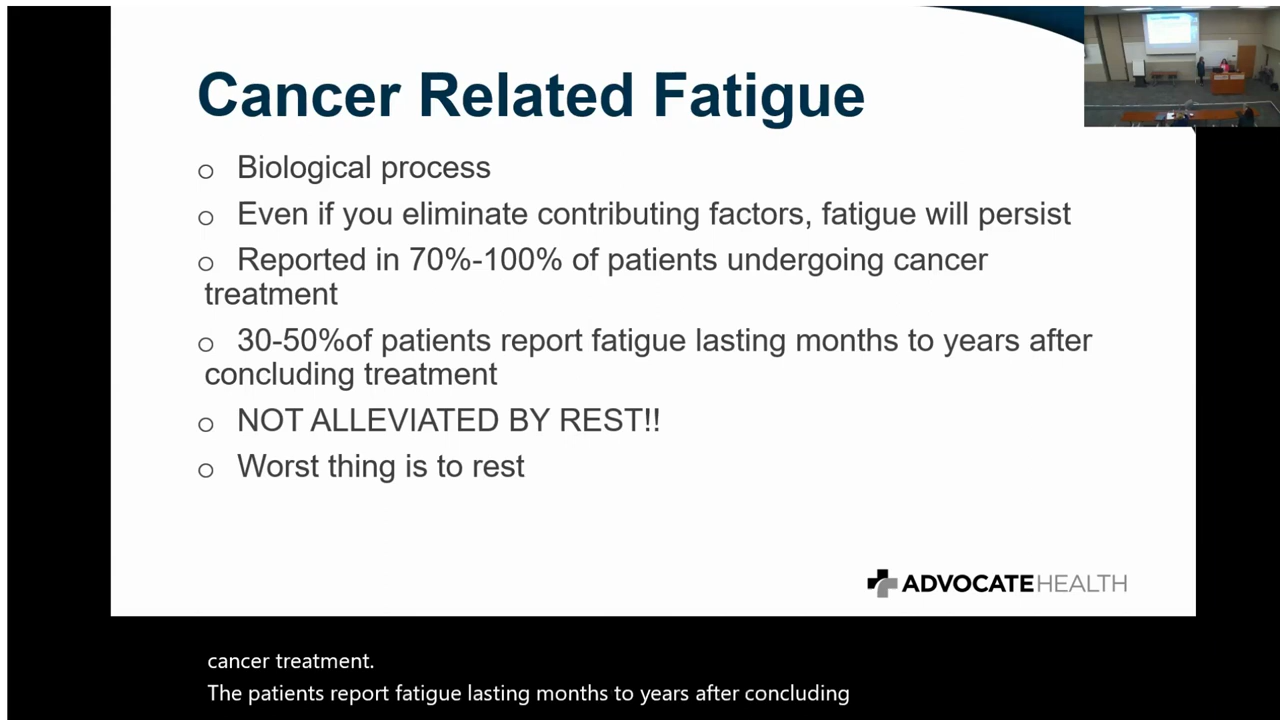 Cancer Related Fatigue
o Biological process
o Even if you eliminate contributing factors, fatigue will persist
o Reported in 70%-100% of patients undergoing cancer
treatment
o 30-50%of patients report fatigue lasting months to years after
concluding treatment
o NOT ALLEVIATED BY REST!!
o Worst thing is to rest
ADVOCATEHEALTH
cancer treatment.
The patients report fatigue lasting months to years after concluding